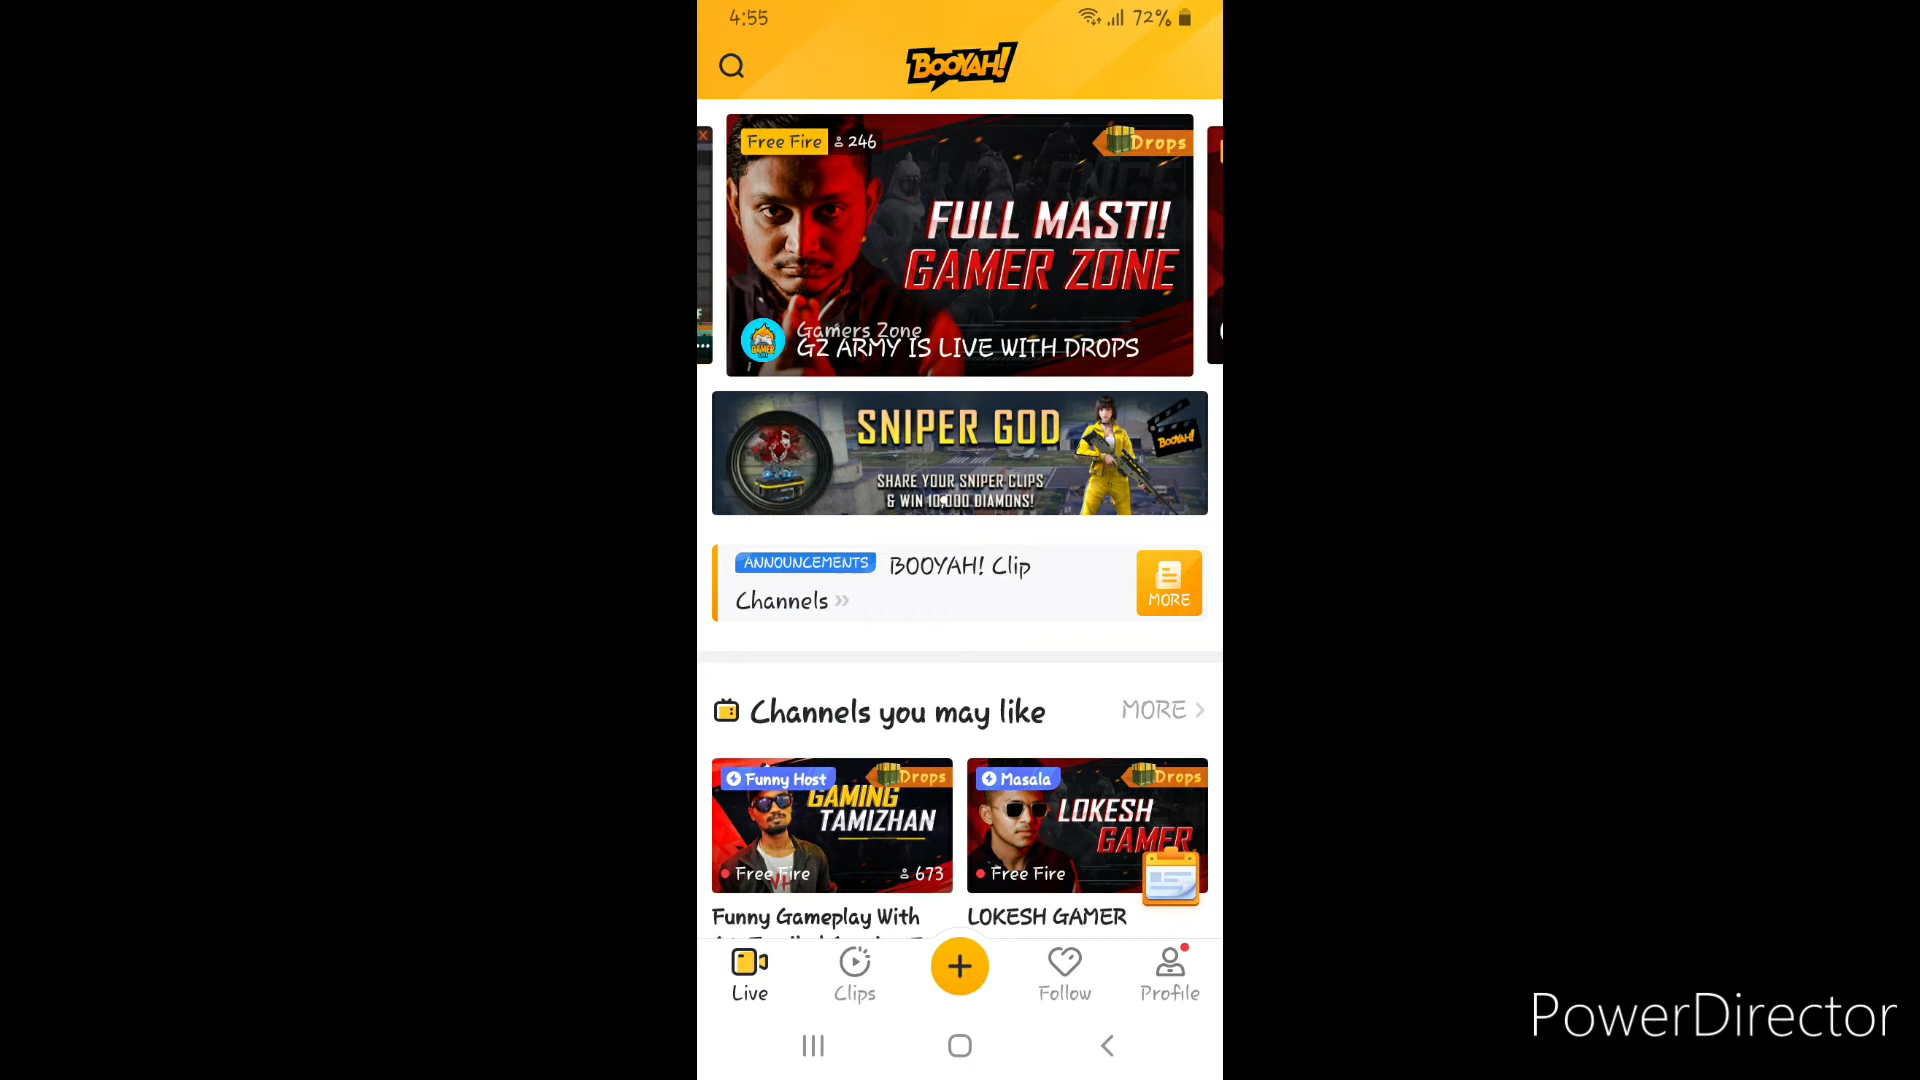 4:55
72%
BOOYAH!
Free Fire 246
Drops
FULL MASTI!
GAMER ZONE
Gamers Zone
GZ ARMY IS LIVE WITH DROPS
SNIPER GOD
BOOYAH!
SHARE YOUR SNIPER CLIPS
& WIN 10,000 DIAMONS!
ANNOUNCEMENTS BOOYAH! Clip
Channels »
MORE
Channels you may like
MORE >
Funny Host
Drops
GAMING
TAMIZHAN
Free Fire
673
Masala
Drops
LOKESH
GAMER
Free Fire
Funny Gameplay With
LOKESH GAMER
Live
Clips
Follow
Profile
PowerDirector